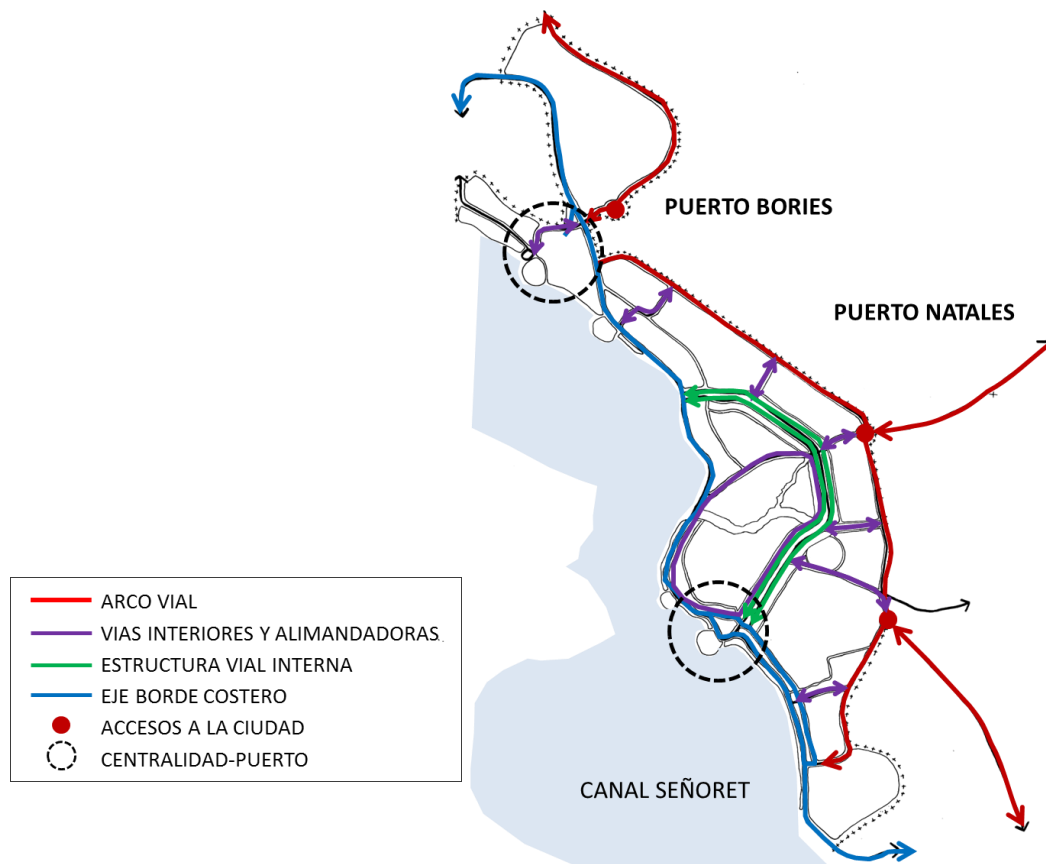 PUERTO BORIES
PUERTO NATALES
ARCO VIAL
VIAS INTERIORES Y ALIMANDADORAS.
ESTRUCTURA VIAL INTERNA
EJE BORDE COSTERO
ACCESOS A LA CIUDAD
CENTRALIDAD-PUERTO
CANAL SEÑORET